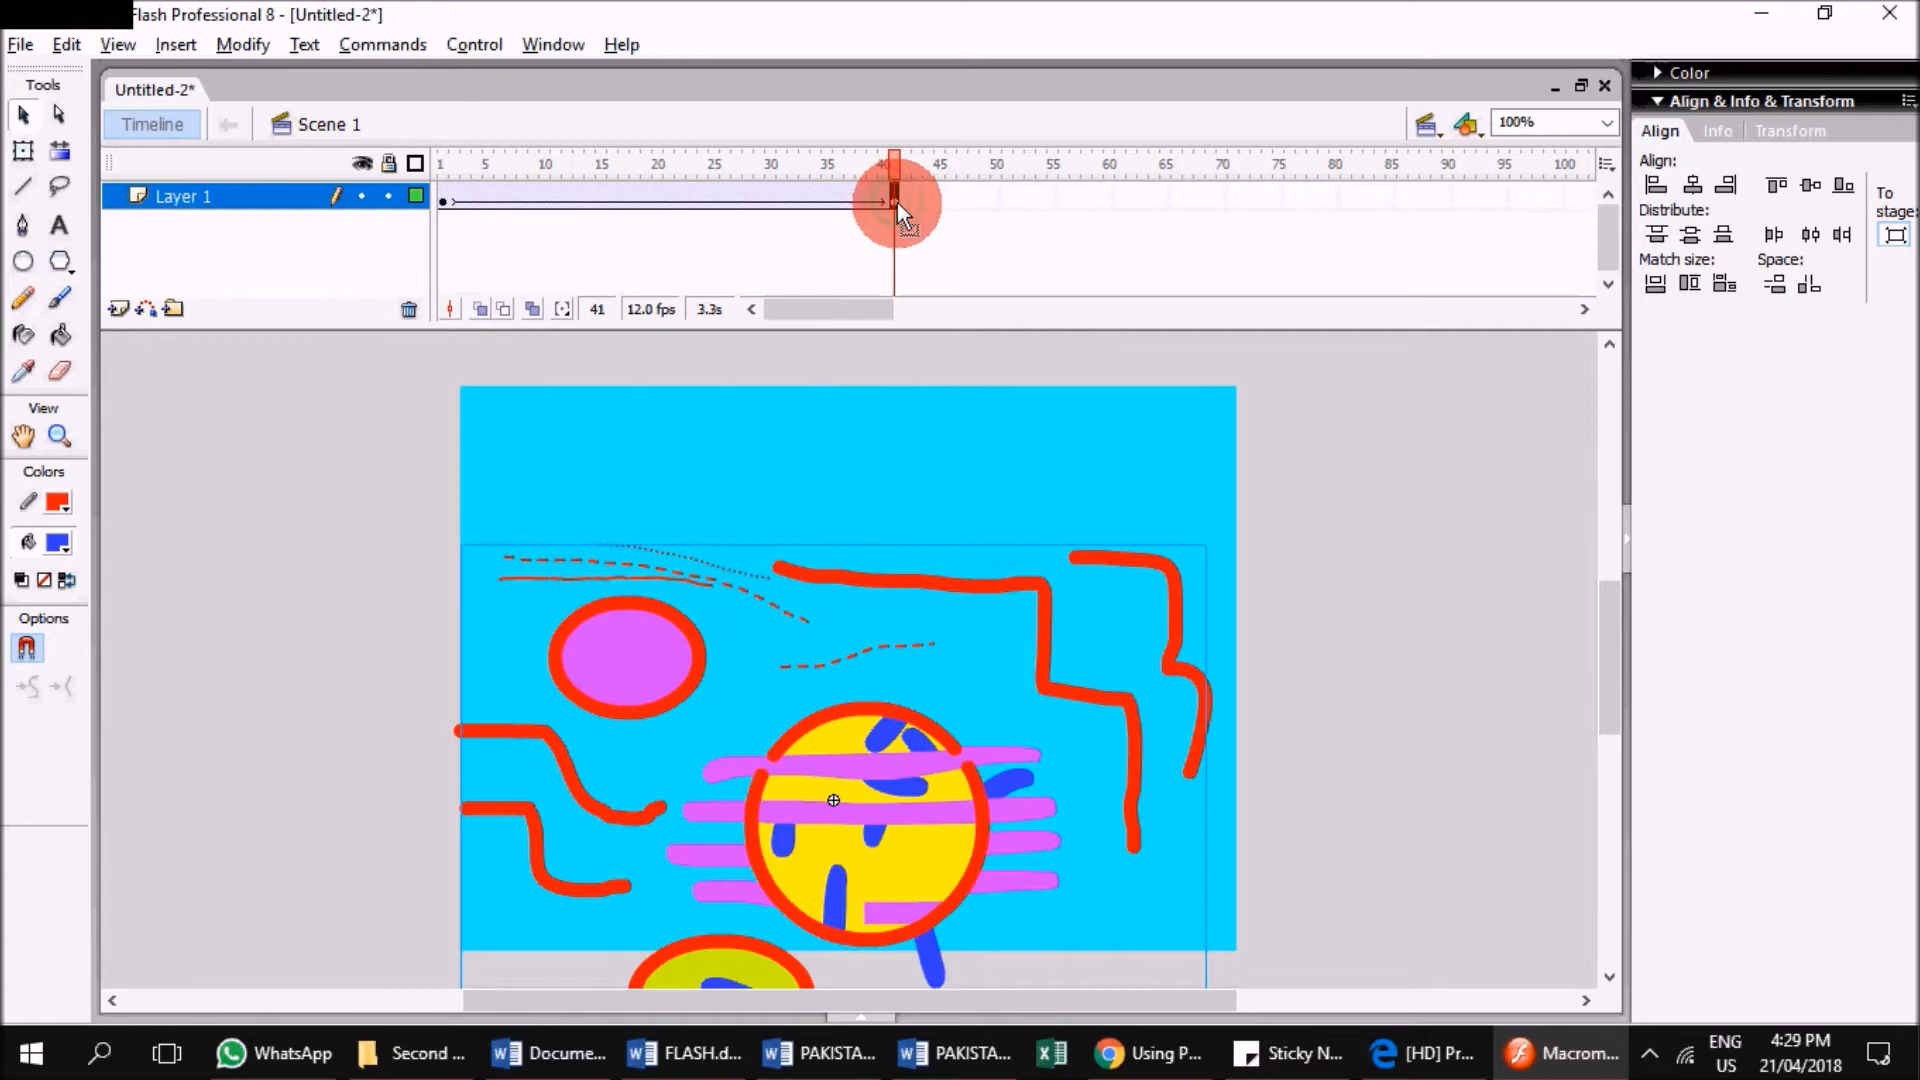 Flash Professional 8 - [Untitled-2*]
File Edit View Insert Modify Text Commands Control Window Help
Tools
Untitled-2*
Timeline
Scene 1
100%
1 5 10 15 20 25 30 35 40 45 50 55 60 65 70 75 80 85 90 95 100
Layer 1
41 12.0 fps 3.3s
View
Colors
Options
Color
Align & Info & Transform
Align Info Transform
Align:
To stage:
Distribute:
Match size: Space:
WhatsApp
Second ...
Docume...
FLASH.d...
PAKISTA...
PAKISTA...
Using P...
Sticky N...
[HD] Pr...
Macrom...
ENG
US
4:29 PM
21/04/2018